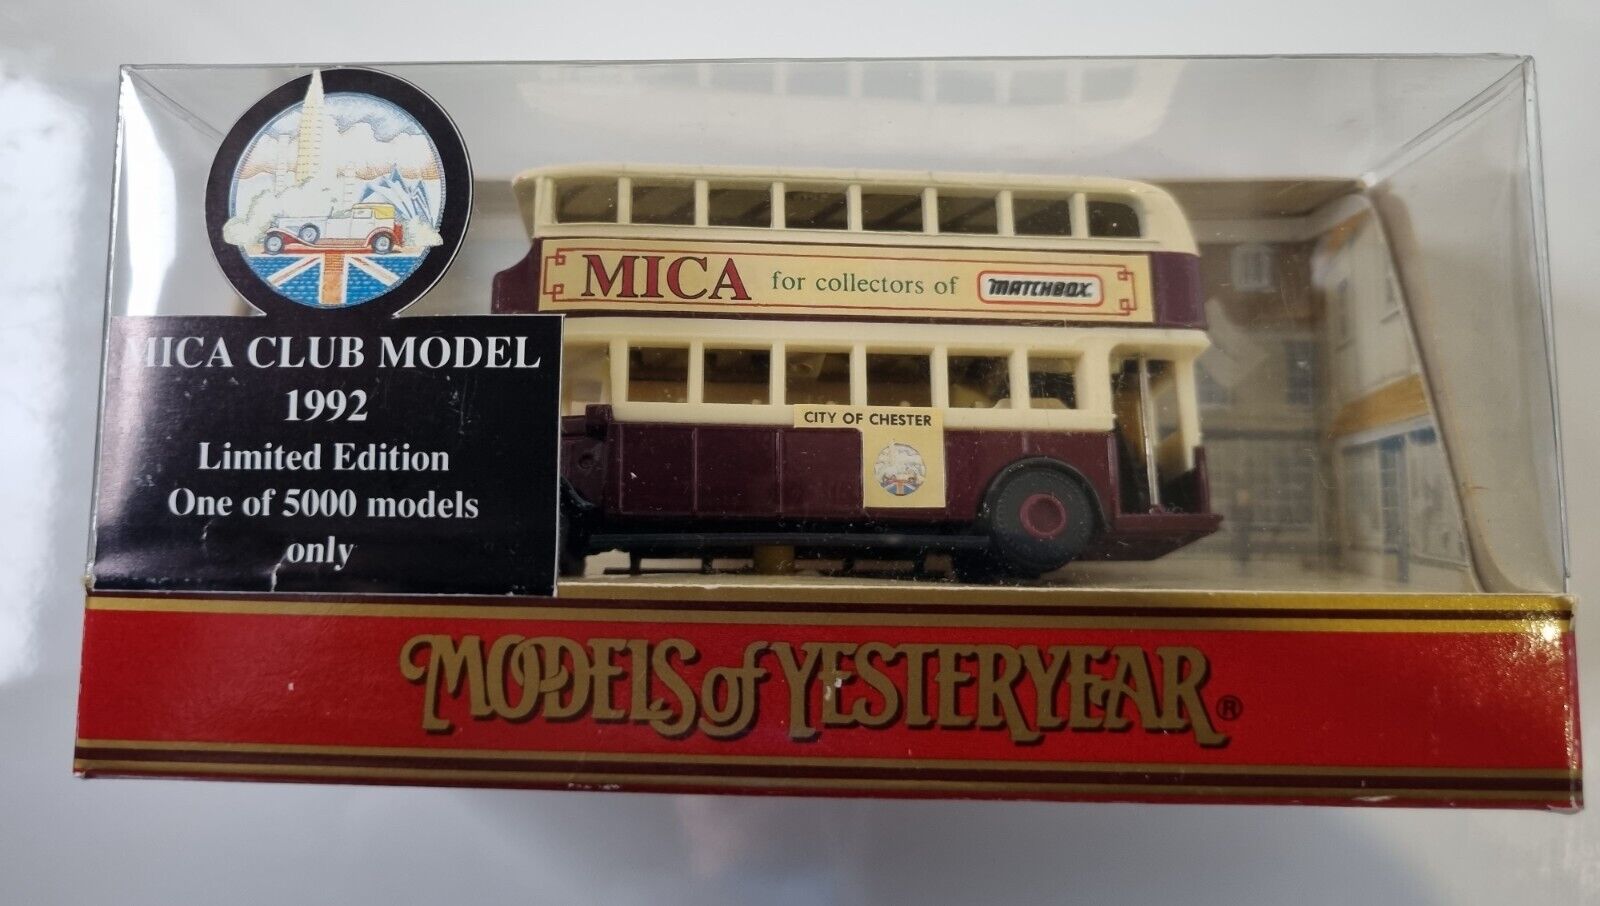 MICA CLUB MODEL
1992
Limited Edition
One of 5000 models
only
MICA for collectors of MATCHBOX
CITY OF CHESTER
MODELS of YESTERYEAR®